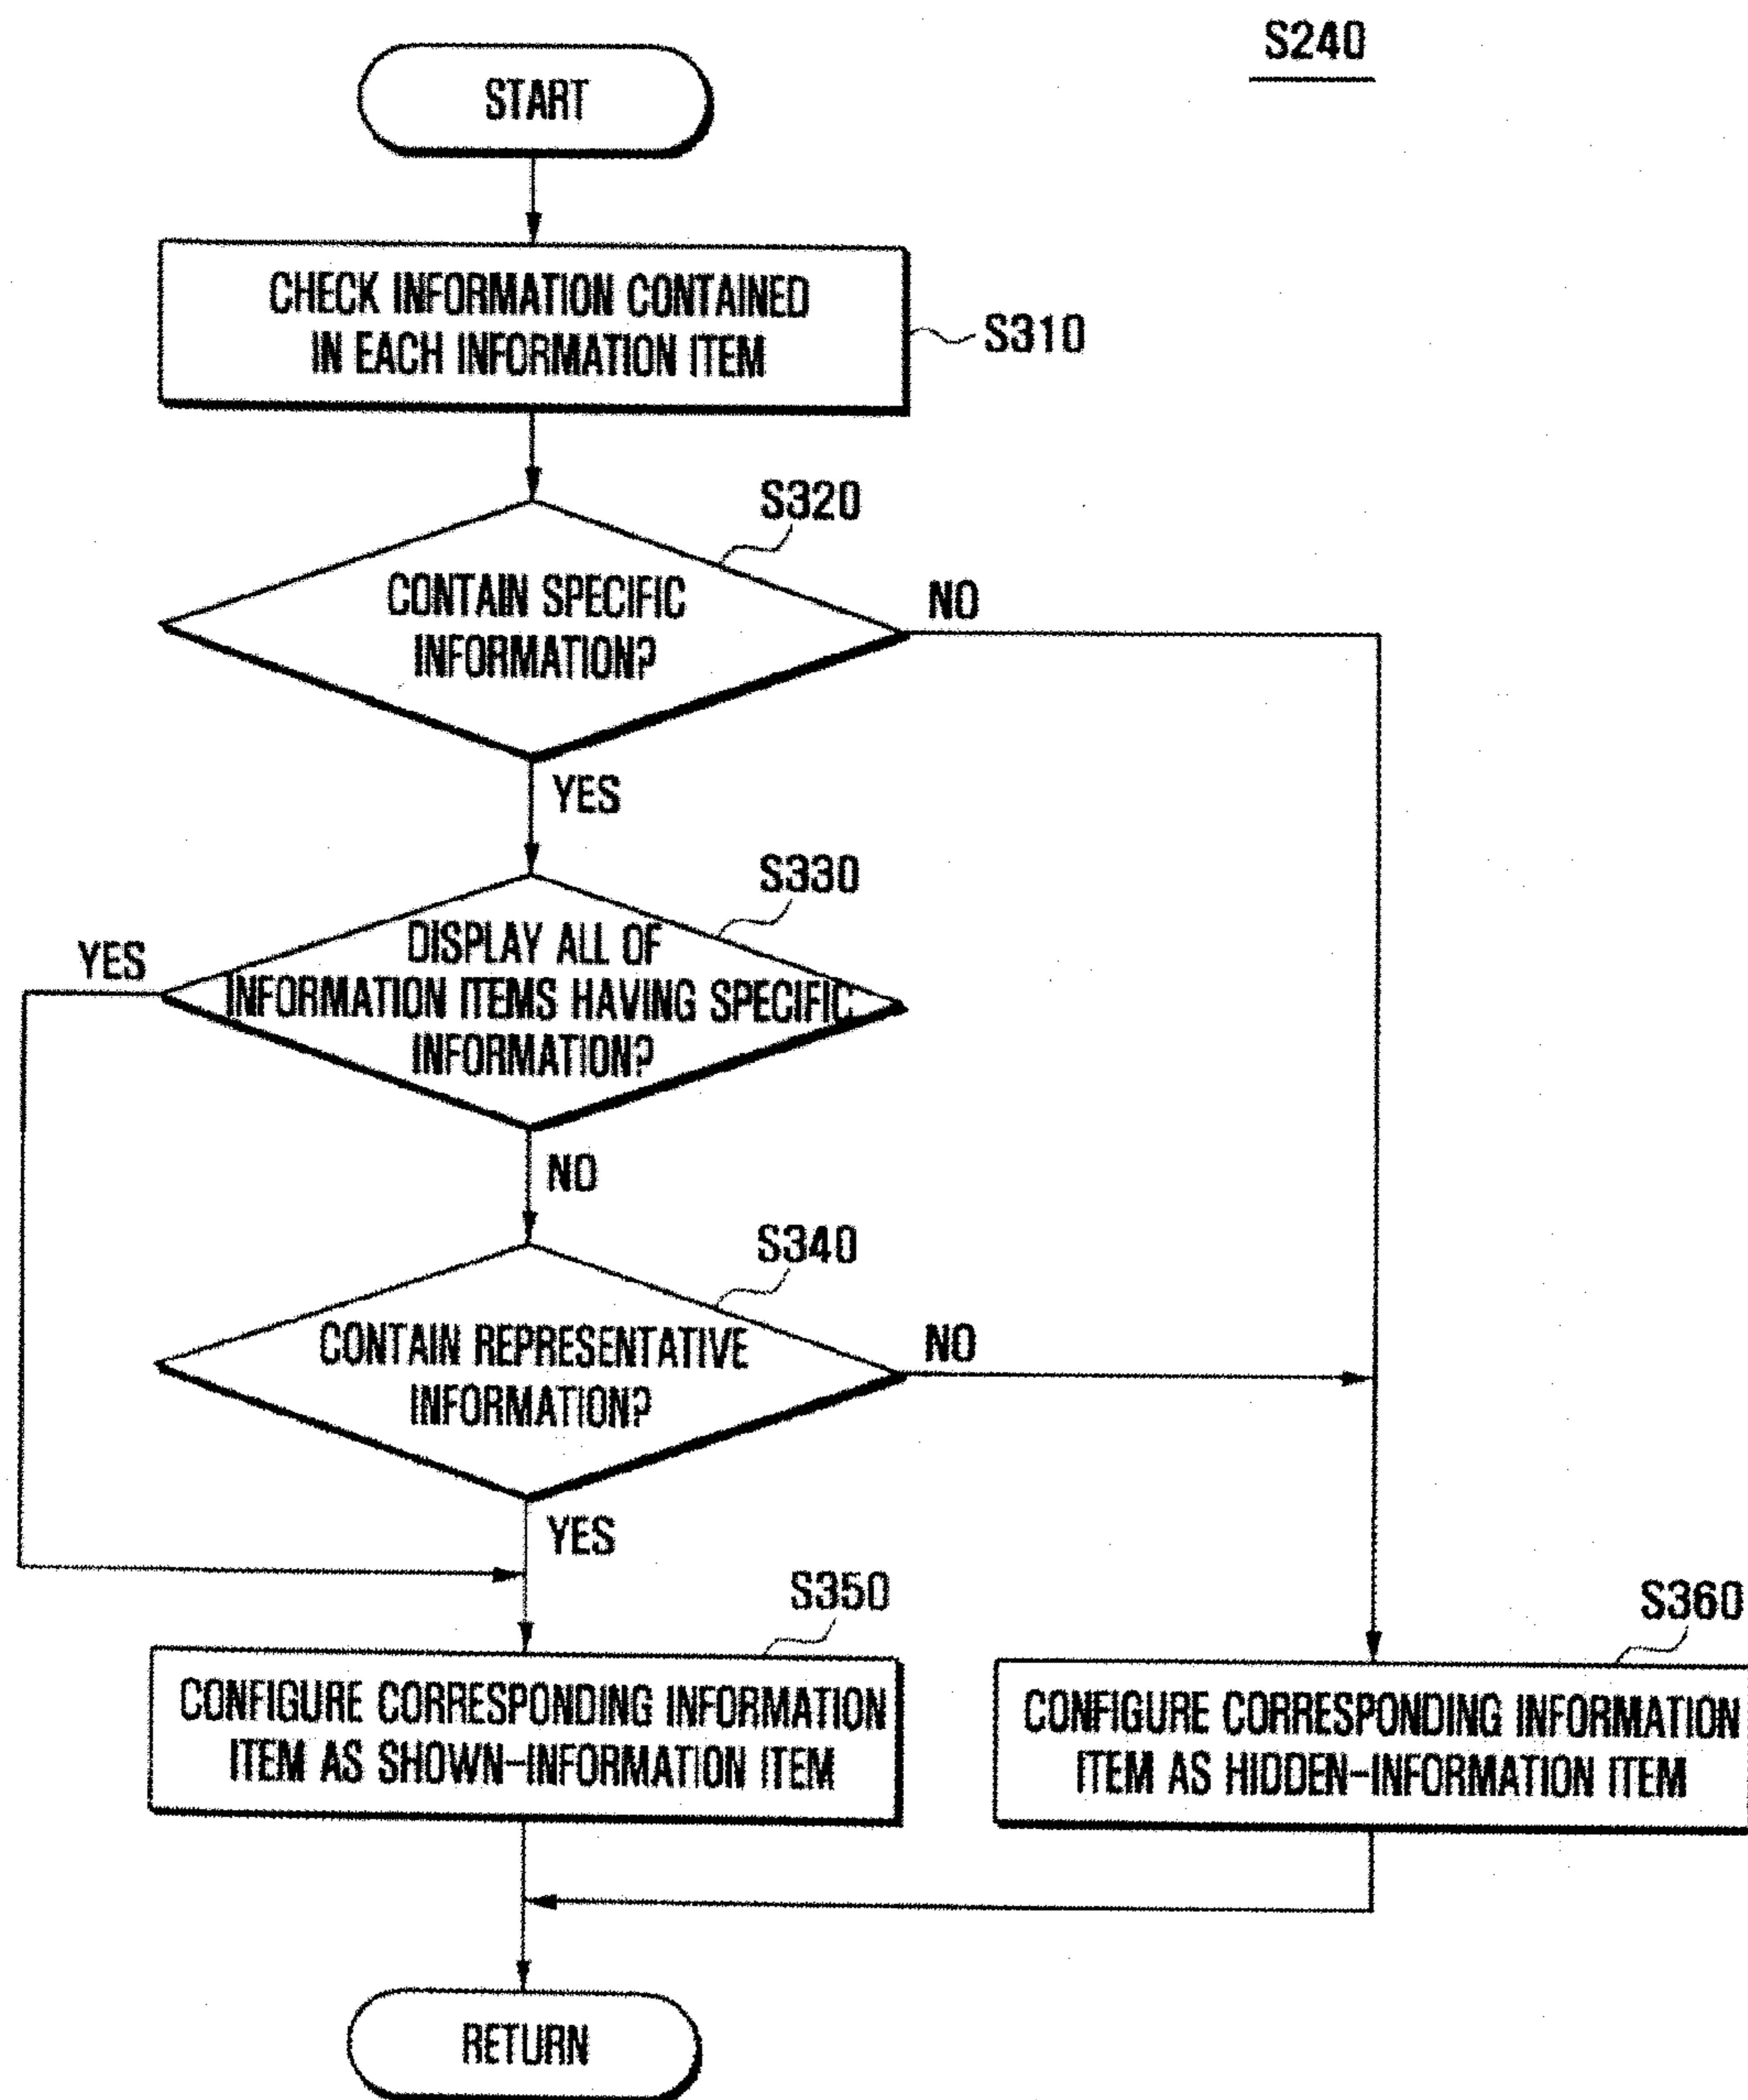 S240
START
CHECK INFORMATION CONTAINED
IN EACH INFORMATION ITEM
S310
S320
CONTAIN SPECIFIC
INFORMATION?
NO
YES
S330
YES
DISPLAY ALL OF
INFORMATION ITEMS HAVING SPECIFIC
INFORMATION?
NO
S340
CONTAIN REPRESENTATIVE
INFORMATION?
NO
YES
S350
CONFIGURE CORRESPONDING INFORMATION
ITEM AS SHOWN-INFORMATION ITEM
S360
CONFIGURE CORRESPONDING INFORMATION
ITEM AS HIDDEN-INFORMATION ITEM
RETURN